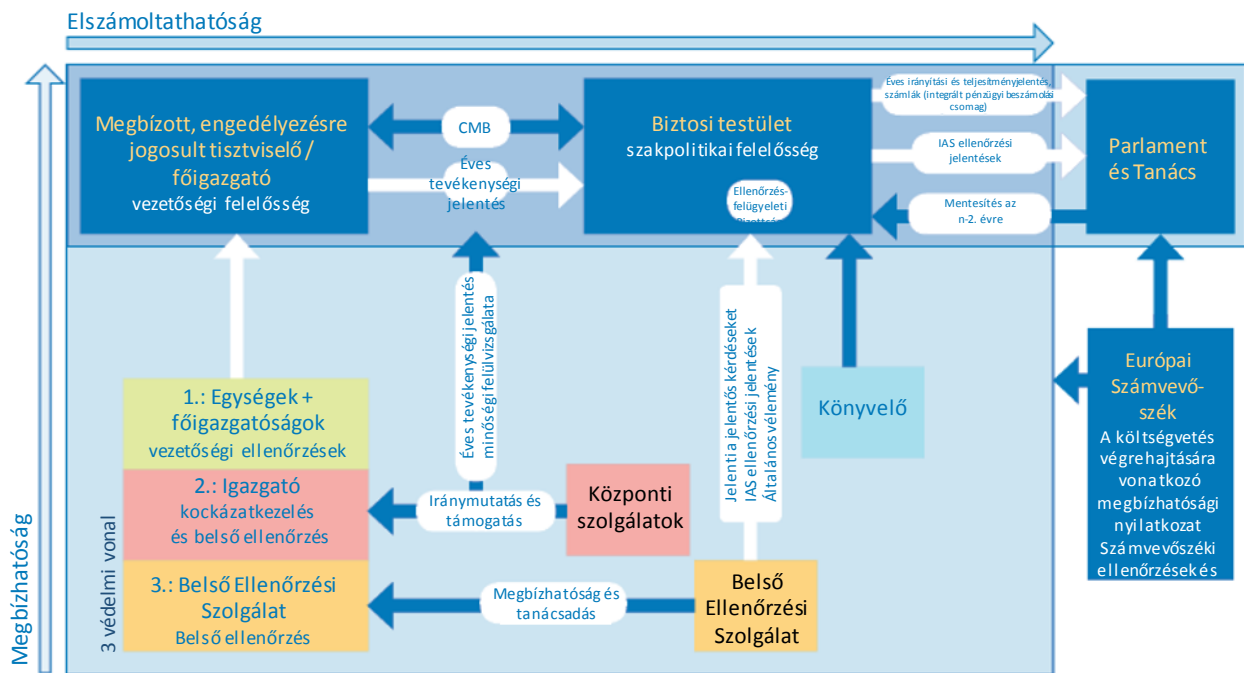 Elszámoltathatóság
Megbízhatóság
Megbízott, engedélyezésre
jogosult tisztviselő /
főigazgató
vezetőségi felelősség
CMB
Éves
tevékenységi
jelentés
Biztosi testület
szakpolitikai felelősség
Ellenőrzés-
felügyeleti
Éves irányítási és teljesítményjelentés,
számlák (integrált pénzügyi beszámolási
csomag)
IAS ellenőrzési
jelentések
Mentesítés az
n-2. évre
Parlament
és Tanács
Éves tevékenységi jelentés
minőségi felülvizsgálata
Jelenti a jelentős kérdéseket
IAS ellenőrzési jelentések
Általános vélemény
Könyvelő
Európai
Számvevő-
szék
A költségvetés
végrehajtására
vonatkozó
megbízhatósági
nyilatkozat
Számvevőszéki
ellenőrzések és
3 védelmi vonal
1.: Egységek +
főigazgatóságok
vezetőségi ellenőrzések
2.: Igazgató
kockázatkezelés
és belső ellenőrzés
3.: Belső Ellenőrzési
Szolgálat
Belső ellenőrzés
Iránymutatás és
támogatás
Központi
szolgálatok
Megbízhatóság és
tanácsadás
Belső
Ellenőrzési
Szolgálat